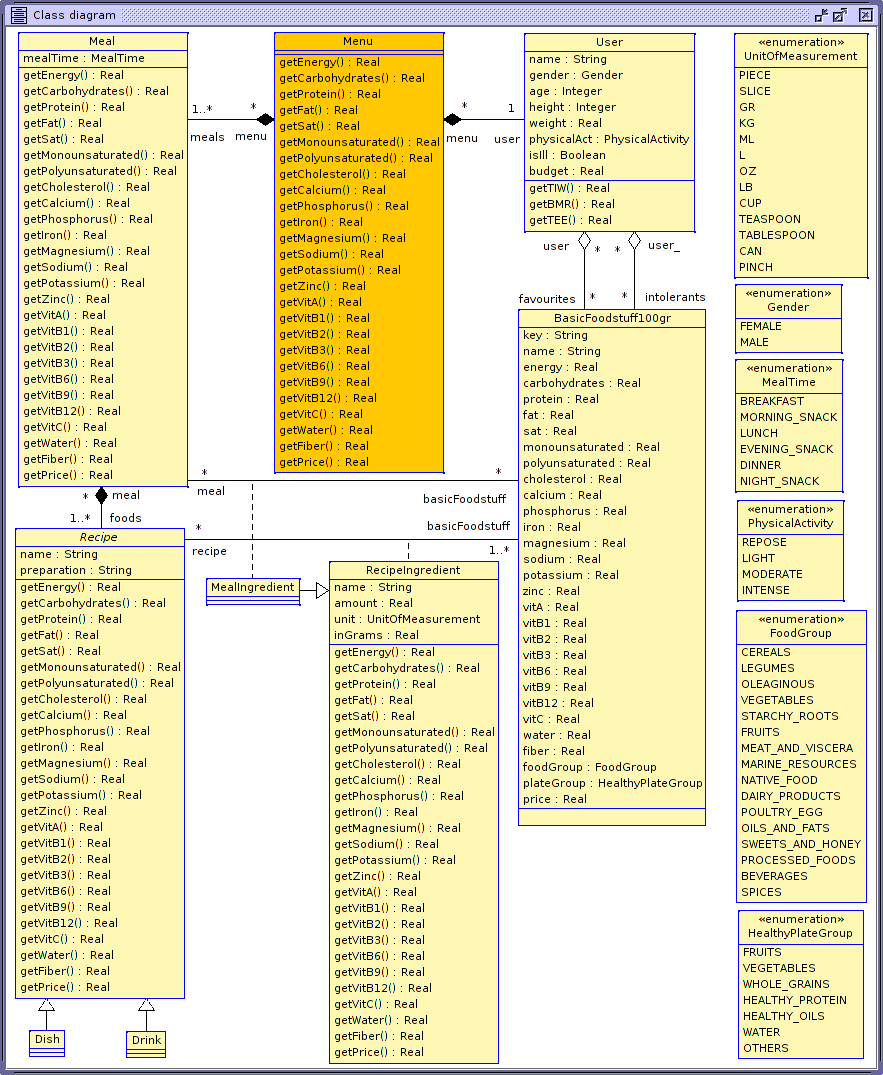 Class diagram
Meal
mealTime : MealTime
getEnergy() : Real
getCarbohydrates() : Real
getProtein() : Real
getFat() : Real
getSat() : Real
getMonounsaturated() : Real
getPolyunsaturated() : Real
getCholesterol() : Real
getCalcium() : Real
getPhosphorus() : Real
getIron() : Real
getMagnesium() : Real
getSodium() : Real
getPotassium() : Real
getZinc() : Real
getVitA() : Real
getVitB1() : Real
getVitB2() : Real
getVitB3() : Real
getVitB6() : Real
getVitB9() : Real
getVitB12() : Real
getVitC() : Real
getWater() : Real
getFiber() : Real
getPrice() : Real
1..*
*
meals
menu
Menu
getEnergy() : Real
getCarbohydrates() : Real
getProtein() : Real
getFat() : Real
getSat() : Real
getMonounsaturated() : Real
getPolyunsaturated() : Real
getCholesterol() : Real
getCalcium() : Real
getPhosphorus() : Real
getIron() : Real
getMagnesium() : Real
getSodium() : Real
getPotassium() : Real
getZinc() : Real
getVitA() : Real
getVitB1() : Real
getVitB2() : Real
getVitB3() : Real
getVitB6() : Real
getVitB9() : Real
getVitB12() : Real
getVitC() : Real
getWater() : Real
getFiber() : Real
getPrice() : Real
*
1
menu
user
User
name : String
gender : Gender
age : Integer
height : Integer
weight : Real
physicalAct : PhysicalActivity
isIll : Boolean
budget : Real
getTIW() : Real
getBMR() : Real
getTEE() : Real
user
*
*
user_
favourites
*
*
intolerants
BasicFoodstuff100gr
key : String
name : String
energy : Real
carbohydrates : Real
protein : Real
fat : Real
sat : Real
monounsaturated : Real
polyunsaturated : Real
cholesterol : Real
calcium : Real
phosphorus : Real
iron : Real
magnesium : Real
sodium : Real
potassium : Real
zinc : Real
vitA : Real
vitB1 : Real
vitB2 : Real
vitB3 : Real
vitB6 : Real
vitB9 : Real
vitB12 : Real
vitC : Real
water : Real
fiber : Real
foodGroup : FoodGroup
plateGroup : HealthyPlateGroup
price : Real
*
*
meal
basicFoodstuff
* meal
1..*
foods
*
basicFoodstuff
recipe
1..*
Recipe
name : String
preparation : String
getEnergy() : Real
getCarbohydrates() : Real
getProtein() : Real
getFat() : Real
getSat() : Real
getMonounsaturated() : Real
getPolyunsaturated() : Real
getCholesterol() : Real
getCalcium() : Real
getPhosphorus() : Real
getIron() : Real
getMagnesium() : Real
getSodium() : Real
getPotassium() : Real
getZinc() : Real
getVitA() : Real
getVitB1() : Real
getVitB2() : Real
getVitB3() : Real
getVitB6() : Real
getVitB9() : Real
getVitB12() : Real
getVitC() : Real
getWater() : Real
getFiber() : Real
getPrice() : Real
Dish
Drink
MealIngredient
RecipeIngredient
name : String
amount : Real
unit : UnitOfMeasurement
inGrams : Real
getEnergy() : Real
getCarbohydrates() : Real
getProtein() : Real
getFat() : Real
getSat() : Real
getMonounsaturated() : Real
getPolyunsaturated() : Real
getCholesterol() : Real
getCalcium() : Real
getPhosphorus() : Real
getIron() : Real
getMagnesium() : Real
getSodium() : Real
getPotassium() : Real
getZinc() : Real
getVitA() : Real
getVitB1() : Real
getVitB2() : Real
getVitB3() : Real
getVitB6() : Real
getVitB9() : Real
getVitB12() : Real
getVitC() : Real
getWater() : Real
getFiber() : Real
getPrice() : Real
«enumeration»
UnitOfMeasurement
PIECE
SLICE
GR
KG
ML
L
OZ
LB
CUP
TEASPOON
TABLESPOON
CAN
PINCH
«enumeration»
Gender
FEMALE
MALE
«enumeration»
MealTime
BREAKFAST
MORNING_SNACK
LUNCH
EVENING_SNACK
DINNER
NIGHT_SNACK
«enumeration»
PhysicalActivity
REPOSE
LIGHT
MODERATE
INTENSE
«enumeration»
FoodGroup
CEREALS
LEGUMES
OLEAGINOUS
VEGETABLES
STARCHY_ROOTS
FRUITS
MEAT_AND_VISCERA
MARINE_RESOURCES
NATIVE_FOOD
DAIRY_PRODUCTS
POULTRY_EGG
OILS_AND_FATS
SWEETS_AND_HONEY
PROCESSED_FOODS
BEVERAGES
SPICES
«enumeration»
HealthyPlateGroup
FRUITS
VEGETABLES
WHOLE_GRAINS
HEALTHY_PROTEIN
HEALTHY_OILS
WATER
OTHERS